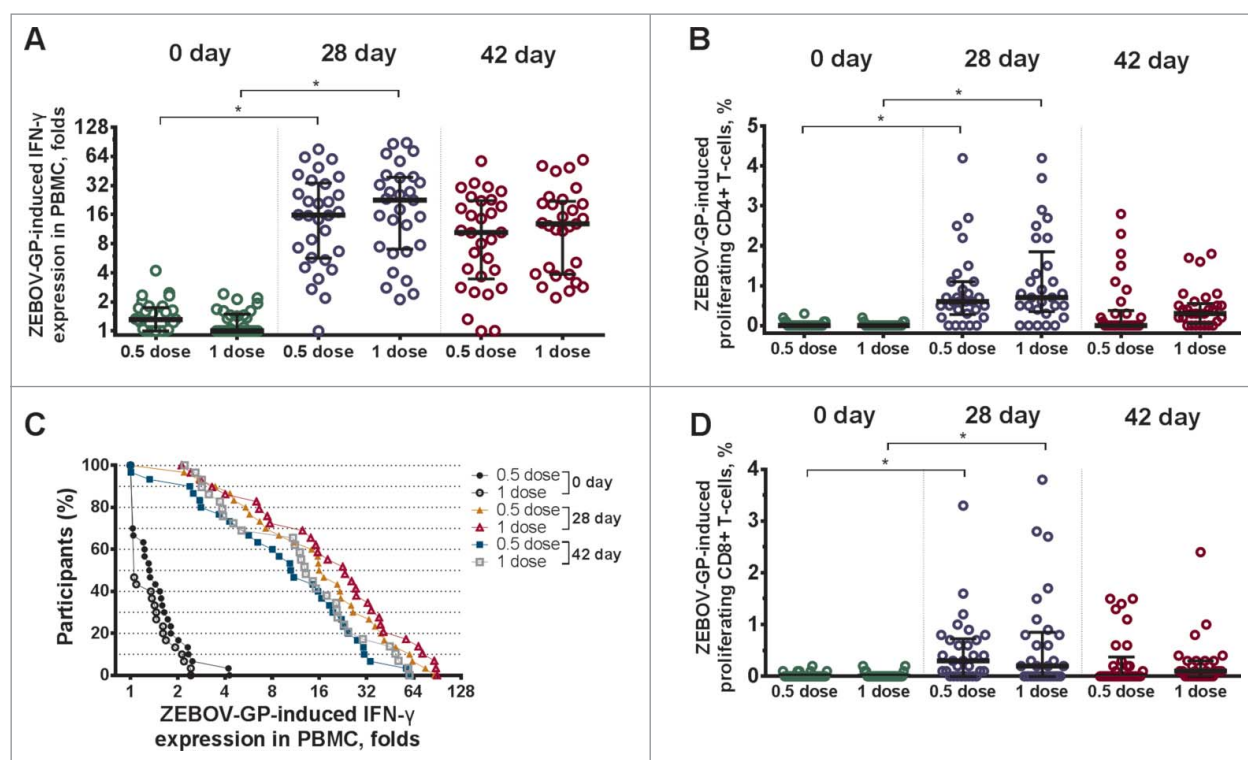 A
0 day
28 day
42 day
*
*
ZEBOV-GP-induced IFN-γ
expression in PBMC, folds
128
64
32
16
8
4
2
1
0.5 dose
1 dose
0.5 dose
1 dose
0.5 dose
1 dose
B
0 day
28 day
42 day
*
*
ZEBOV-GP-induced
proliferating CD4+ T-cells, %
5
4
3
2
1
0
0.5 dose
1 dose
0.5 dose
1 dose
0.5 dose
1 dose
C
Participants (%)
100
80
60
40
20
0
1
2
4
8
16
32
64
128
ZEBOV-GP-induced IFN-γ
expression in PBMC, folds
0.5 dose
1 dose
0 day
0.5 dose
1 dose
28 day
0.5 dose
1 dose
42 day
D
0 day
28 day
42 day
*
*
ZEBOV-GP-induced
proliferating CD8+ T-cells, %
4
3
2
1
0
0.5 dose
1 dose
0.5 dose
1 dose
0.5 dose
1 dose